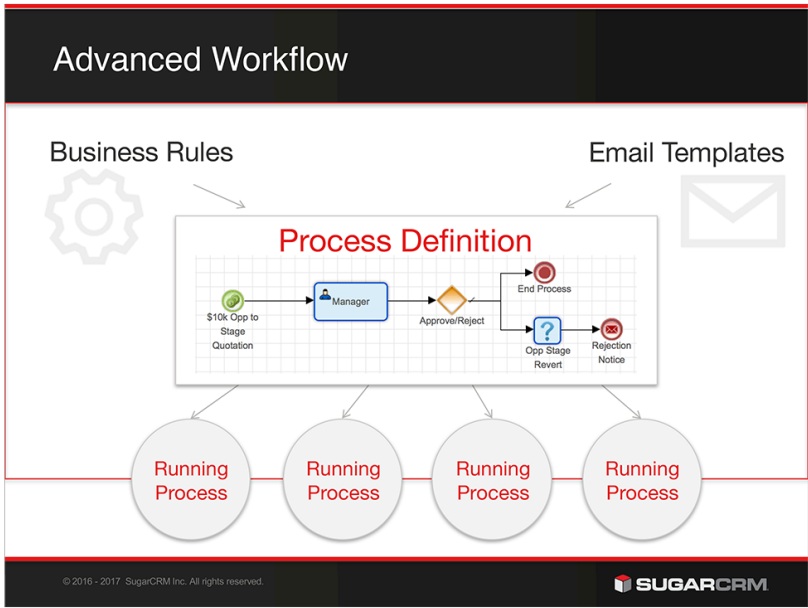 Advanced Workflow
Business Rules
Email Templates
Process Definition
$10k Opp to
Stage
Quotation
Manager
Approve/Reject
End Process
?
Opp Stage
Revert
Rejection
Notice
Running
Process
Running
Process
Running
Process
Running
Process
© 2016 - 2017 SugarCRM Inc. All rights reserved.
SUGARCRM